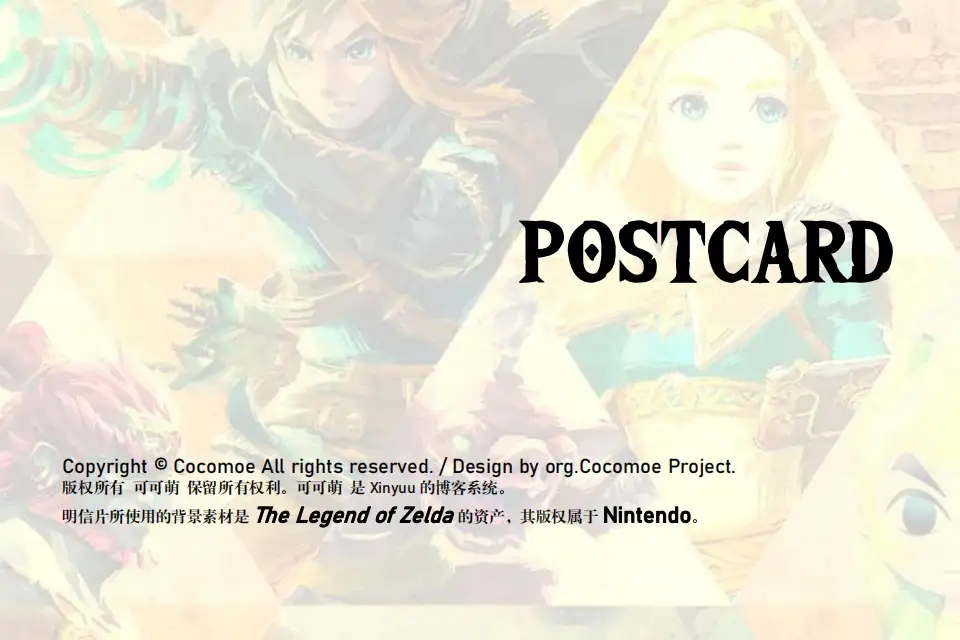 POSTCARD
Copyright © Cocomoe All rights reserved. / Design by org.Cocomoe Project.
版权所有 可可萌 保留所有权利。可可萌 是 Xinyuu 的博客系统。
明信片所使用的背景素材是 The Legend of Zelda 的资产，其版权属于 Nintendo。